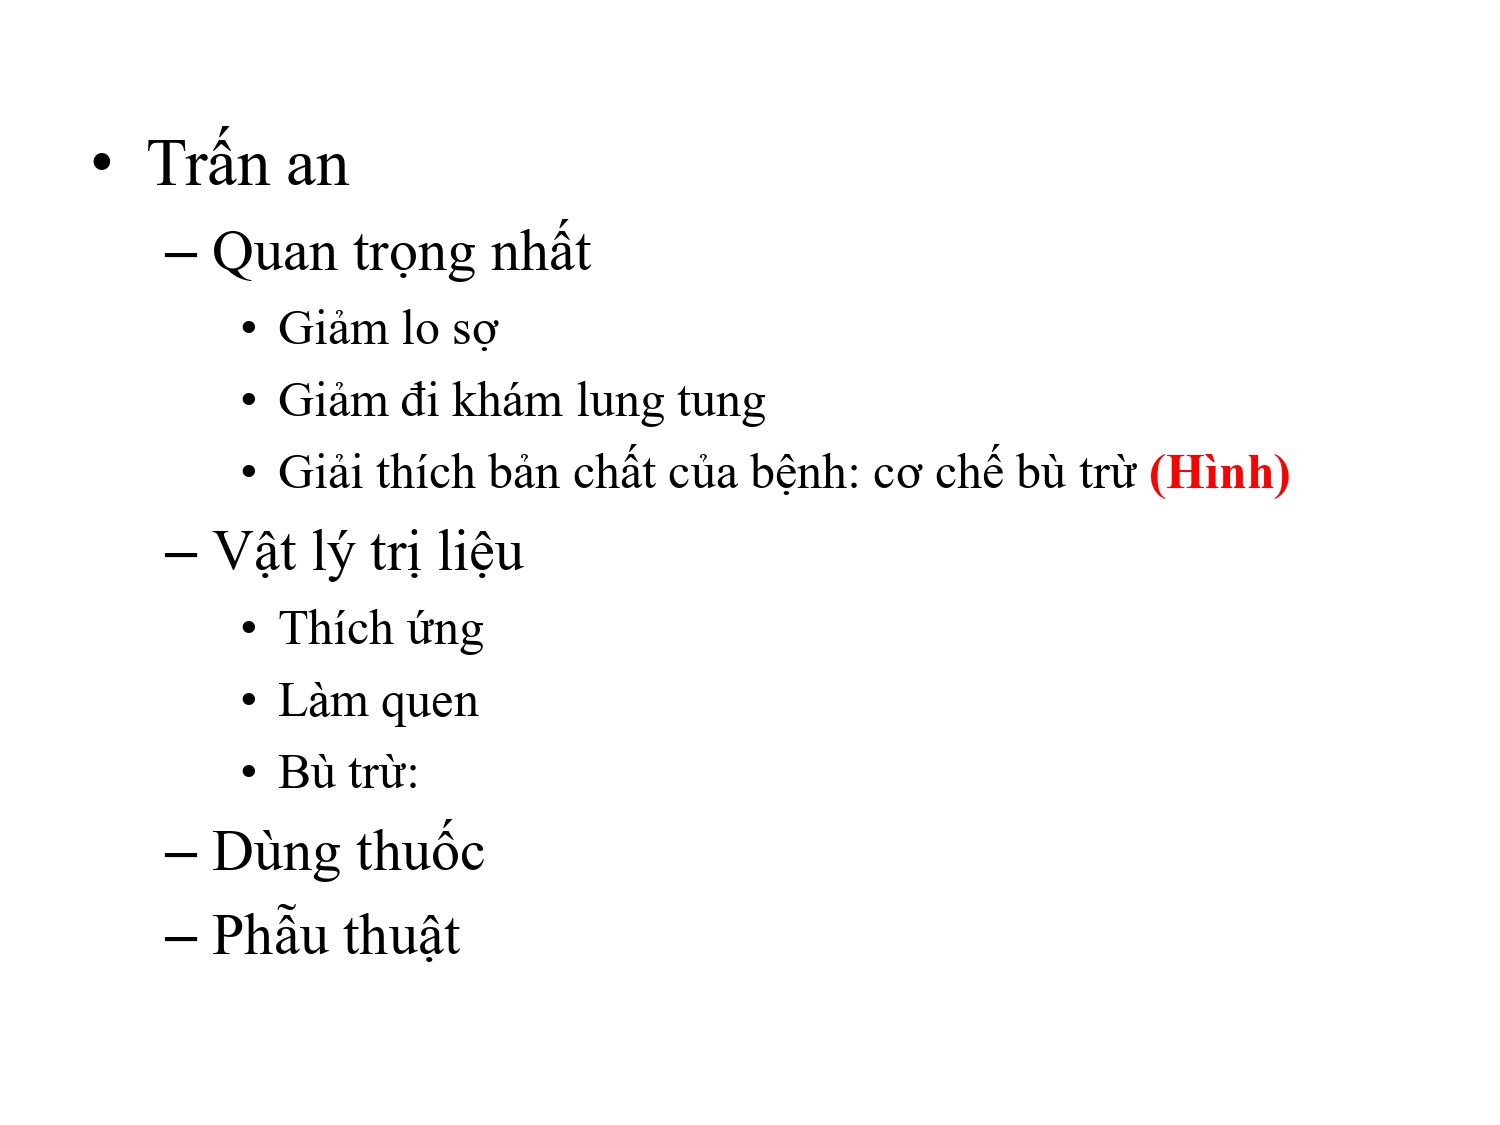 • Trấn an
– Quan trọng nhất
• Giảm lo sợ
• Giảm đi khám lung tung
• Giải thích bản chất của bệnh: cơ chế bù trừ (Hình)
– Vật lý trị liệu
• Thích ứng
• Làm quen
• Bù trừ:
– Dùng thuốc
– Phẫu thuật